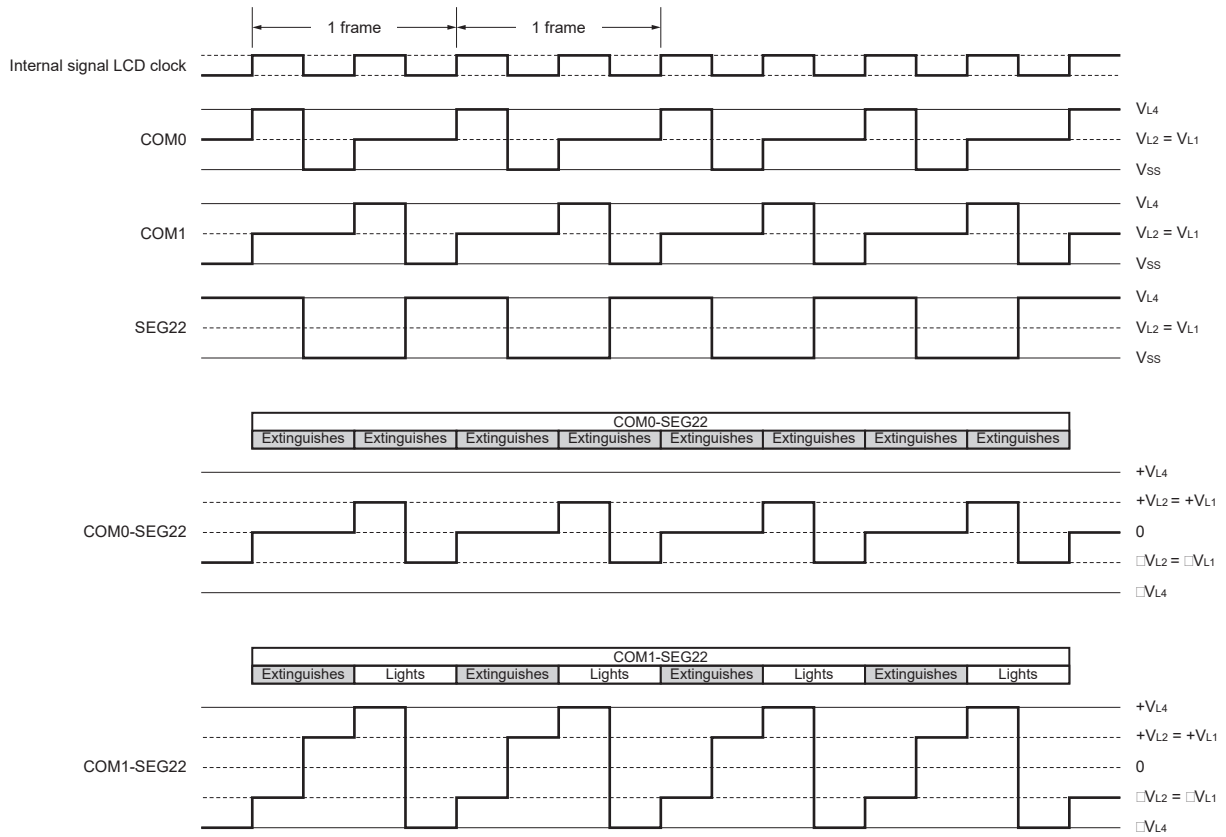 1 frame 1 frame
Internal signal LCD clock
VL4
COM0 VL2 = VL1
VSS
VL4
COM1 VL2 = VL1
VSS
VL4
SEG22 VL2 = VL1
VSS
COM0-SEG22
Extinguishes Extinguishes Extinguishes Extinguishes Extinguishes Extinguishes Extinguishes Extinguishes
+VL4
+VL2 = +VL1
COM0-SEG22 0
□VL2 = □VL1
□VL4
COM1-SEG22
Extinguishes Lights Extinguishes Lights Extinguishes Lights Extinguishes Lights
+VL4
+VL2 = +VL1
COM1-SEG22 0
□VL2 = □VL1
□VL4